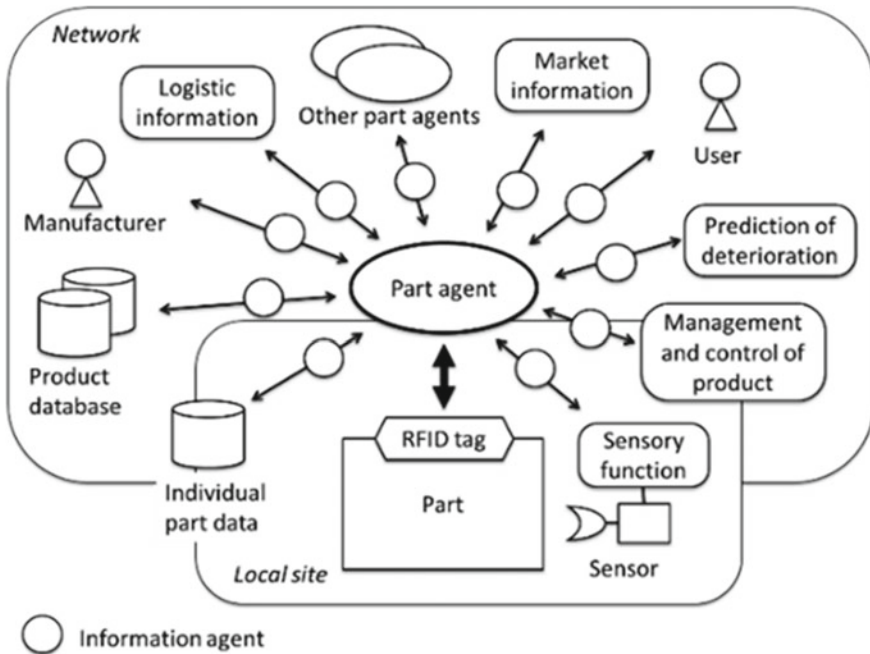 Network
Logistic
information
Other part agents
Market
information
User
Manufacturer
Prediction of
deterioration
Part agent
Product
database
Management
and control of
product
RFID tag
Part
Sensory
function
Individual
part data
Sensor
Local site
Information agent